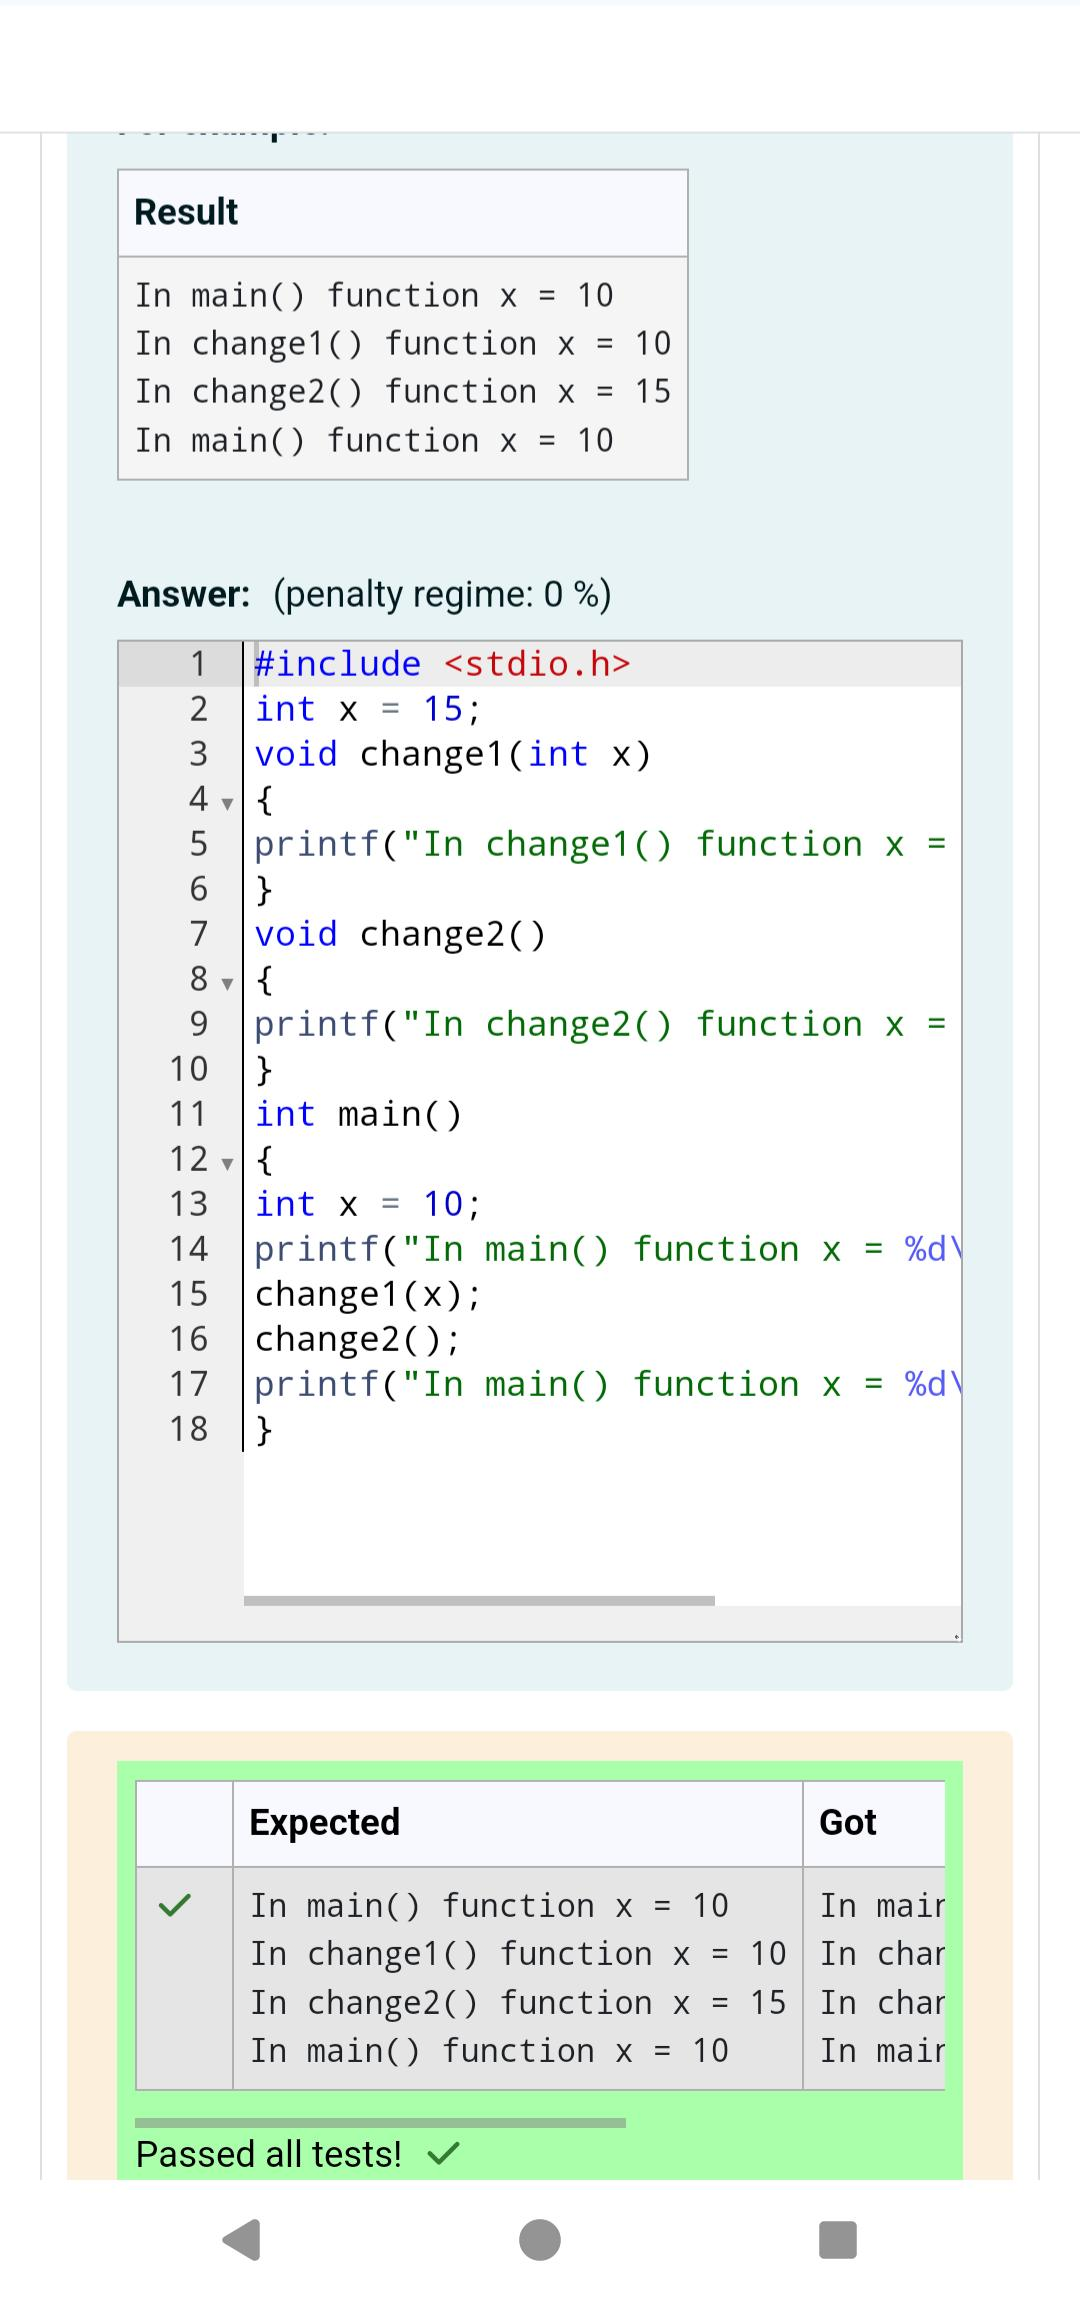 Result
In main() function x = 10
In change1() function x = 10
In change2() function x = 15
In main() function x = 10
Answer: (penalty regime: 0 %)
1 #include <stdio.h>
2 int x = 15;
3 void change1(int x)
4 {
5 printf("In change1() function x =
6 }
7 void change2()
8 {
9 printf("In change2() function x =
10 }
11 int main()
12 {
13 int x = 10;
14 printf("In main() function x = %d\
15 change1(x);
16 change2();
17 printf("In main() function x = %d\
18 }
Expected Got
In main() function x = 10 In
In change1() function x = 10 In
In change2() function x = 15 In
In main() function x = 10 In
Passed all tests!